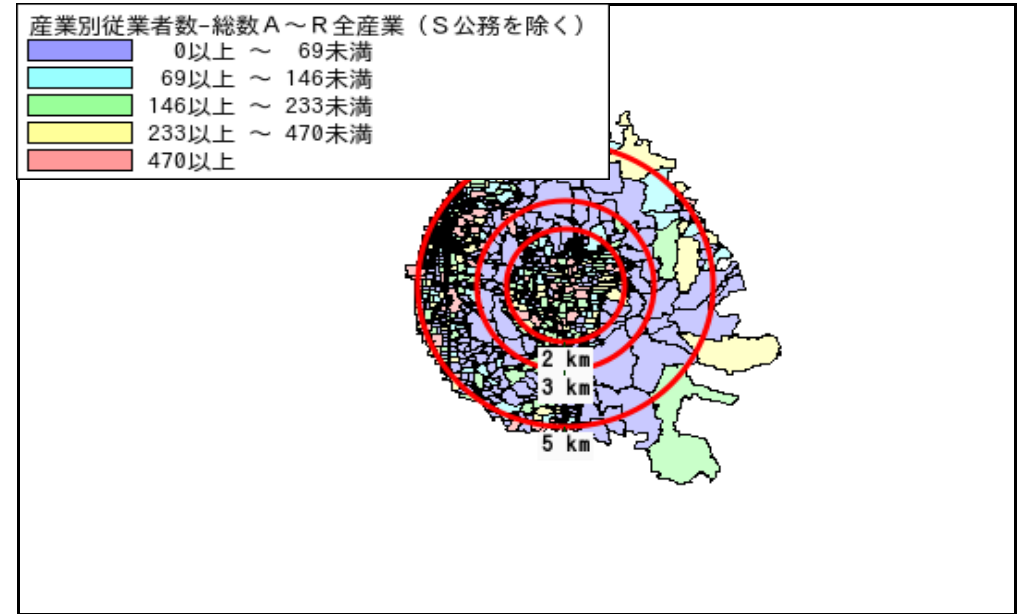 産業別従業者数−総数Ａ〜Ｒ全産業（Ｓ公務を除く）
0以上 〜 69未満
69以上 〜 146未満
146以上 〜 233未満
233以上 〜 470未満
470以上
2 km
3 km
5 km